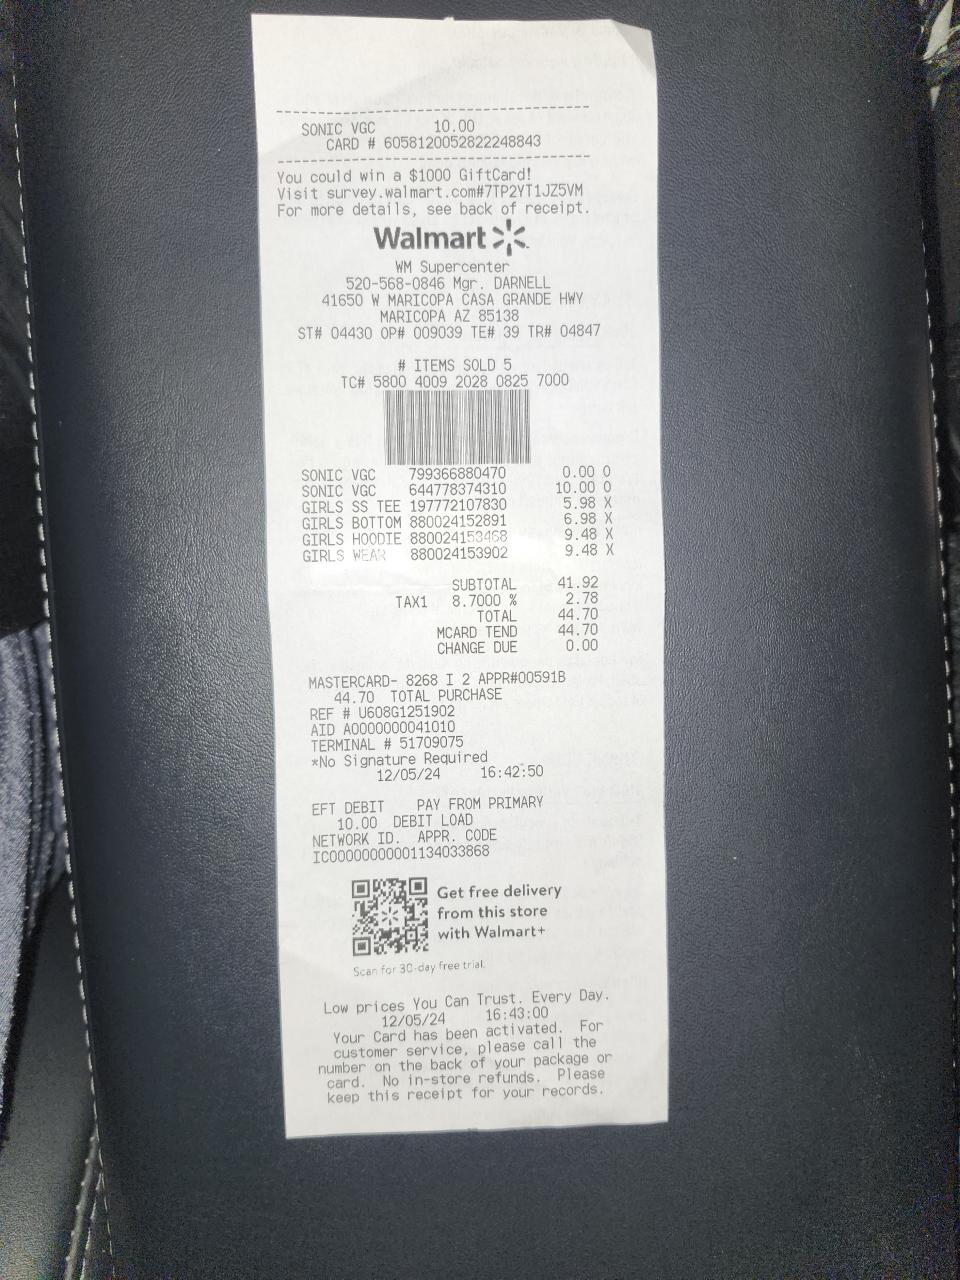 --------------------------------------
SONIC VGC 10.00
CARD # 6058120052822248843
--------------------------------------
You could win a $1000 GiftCard!
Visit survey.walmart.com#7TP2YT1JZ5VM
For more details, see back of receipt.
Walmart
WM Supercenter
520-568-0846 Mgr. DARNELL
41650 W MARICOPA CASA GRANDE HWY
MARICOPA AZ 85138
ST# 04430 OP# 009039 TE# 39 TR# 04847
# ITEMS SOLD 5
TC# 5800 4009 2028 0825 7000
SONIC VGC 799366880470 0.00 O
SONIC VGC 644778374310 10.00 O
GIRLS SS TEE 197772107830 5.98 X
GIRLS BOTTOM 880024152891 6.98 X
GIRLS HOODIE 880024153468 9.48 X
GIRLS WEAR 880024153902 9.48 X
SUBTOTAL 41.92
TAX1 8.7000 % 2.78
TOTAL 44.70
MCARD TEND 44.70
CHANGE DUE 0.00
MASTERCARD- 8268 I 2 APPR#00591B
44.70 TOTAL PURCHASE
REF # U608G1251902
AID A0000000041010
TERMINAL # 51709075
*No Signature Required
12/05/24 16:42:50
EFT DEBIT PAY FROM PRIMARY
10.00 DEBIT LOAD
NETWORK ID. APPR. CODE
IC00000000001134033868
Get free delivery
from this store
with Walmart+
Scan for 30-day free trial.
Low prices You Can Trust. Every Day.
12/05/24 16:43:00
Your Card has been activated. For
customer service, please call the
number on the back of your package or
card. No in-store refunds. Please
keep this receipt for your records.